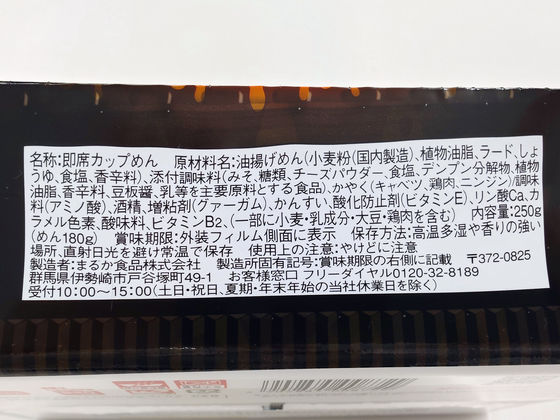 名称:即席カップめん 原材料名:油揚げめん(小麦粉(国内製造)、植物油脂、ラード、しょ
うゆ、食塩、香辛料)、添付調味料(みそ、糖類、チーズパウダー、食塩、デンプン分解物、植物
油脂、香辛料、豆板醤、乳等を主要原料とする食品)、かやく(キャベツ、鶏肉、ニンジン)/調味
料(アミノ酸)、酒精、増粘剤(グァーガム)、かんすい、酸化防止剤(ビタミンE)、リン酸Ca、カ
ラメル色素、酸味料、ビタミンB2、(一部に小麦・乳成分・大豆・鶏肉を含む) 内容量:250g
(めん180g) 賞味期限:外装フィルム側面に表示 保存方法:高温多湿や香りの強い
場所、直射日光を避け常温で保存 使用上の注意:やけどに注意
製造者:まるか食品株式会社 製造所固有記号:賞味期限の右側に記載 〒372-0825
群馬県伊勢崎市戸谷塚町49-1 お客様窓口 フリーダイヤル0120-32-8189
受付10:00〜15:00(土日・祝日、夏期・年末年始の当社休業日を除く)